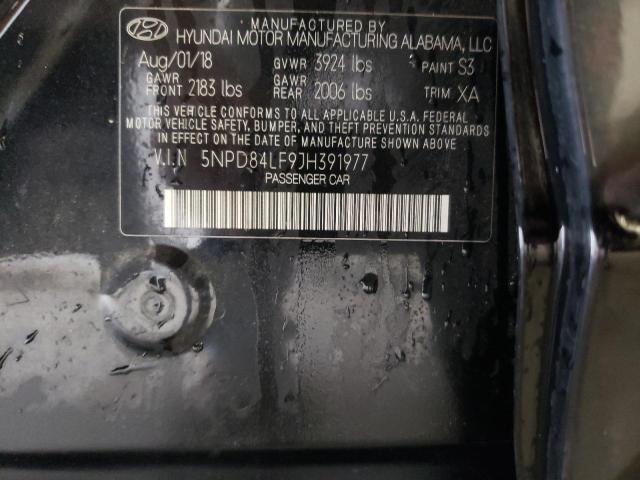 MANUFACTURED BY
HYUNDAI MOTOR MANUFACTURING ALABAMA, LLC
Aug/01/18 GVWR 3924 lbs PAINT S3
GAWR FRONT 2183 lbs GAWR REAR 2006 lbs TRIM XA
THIS VEHICLE CONFORMS TO ALL APPLICABLE U.S.A. FEDERAL
MOTOR VEHICLE SAFETY, BUMPER, AND THEFT PREVENTION
STANDARDS IN EFFECT ON THE DATE OF MANUFACTURE SHOWN ABOVE
V.I.N 5NPD84LF9JH391977
PASSENGER CAR